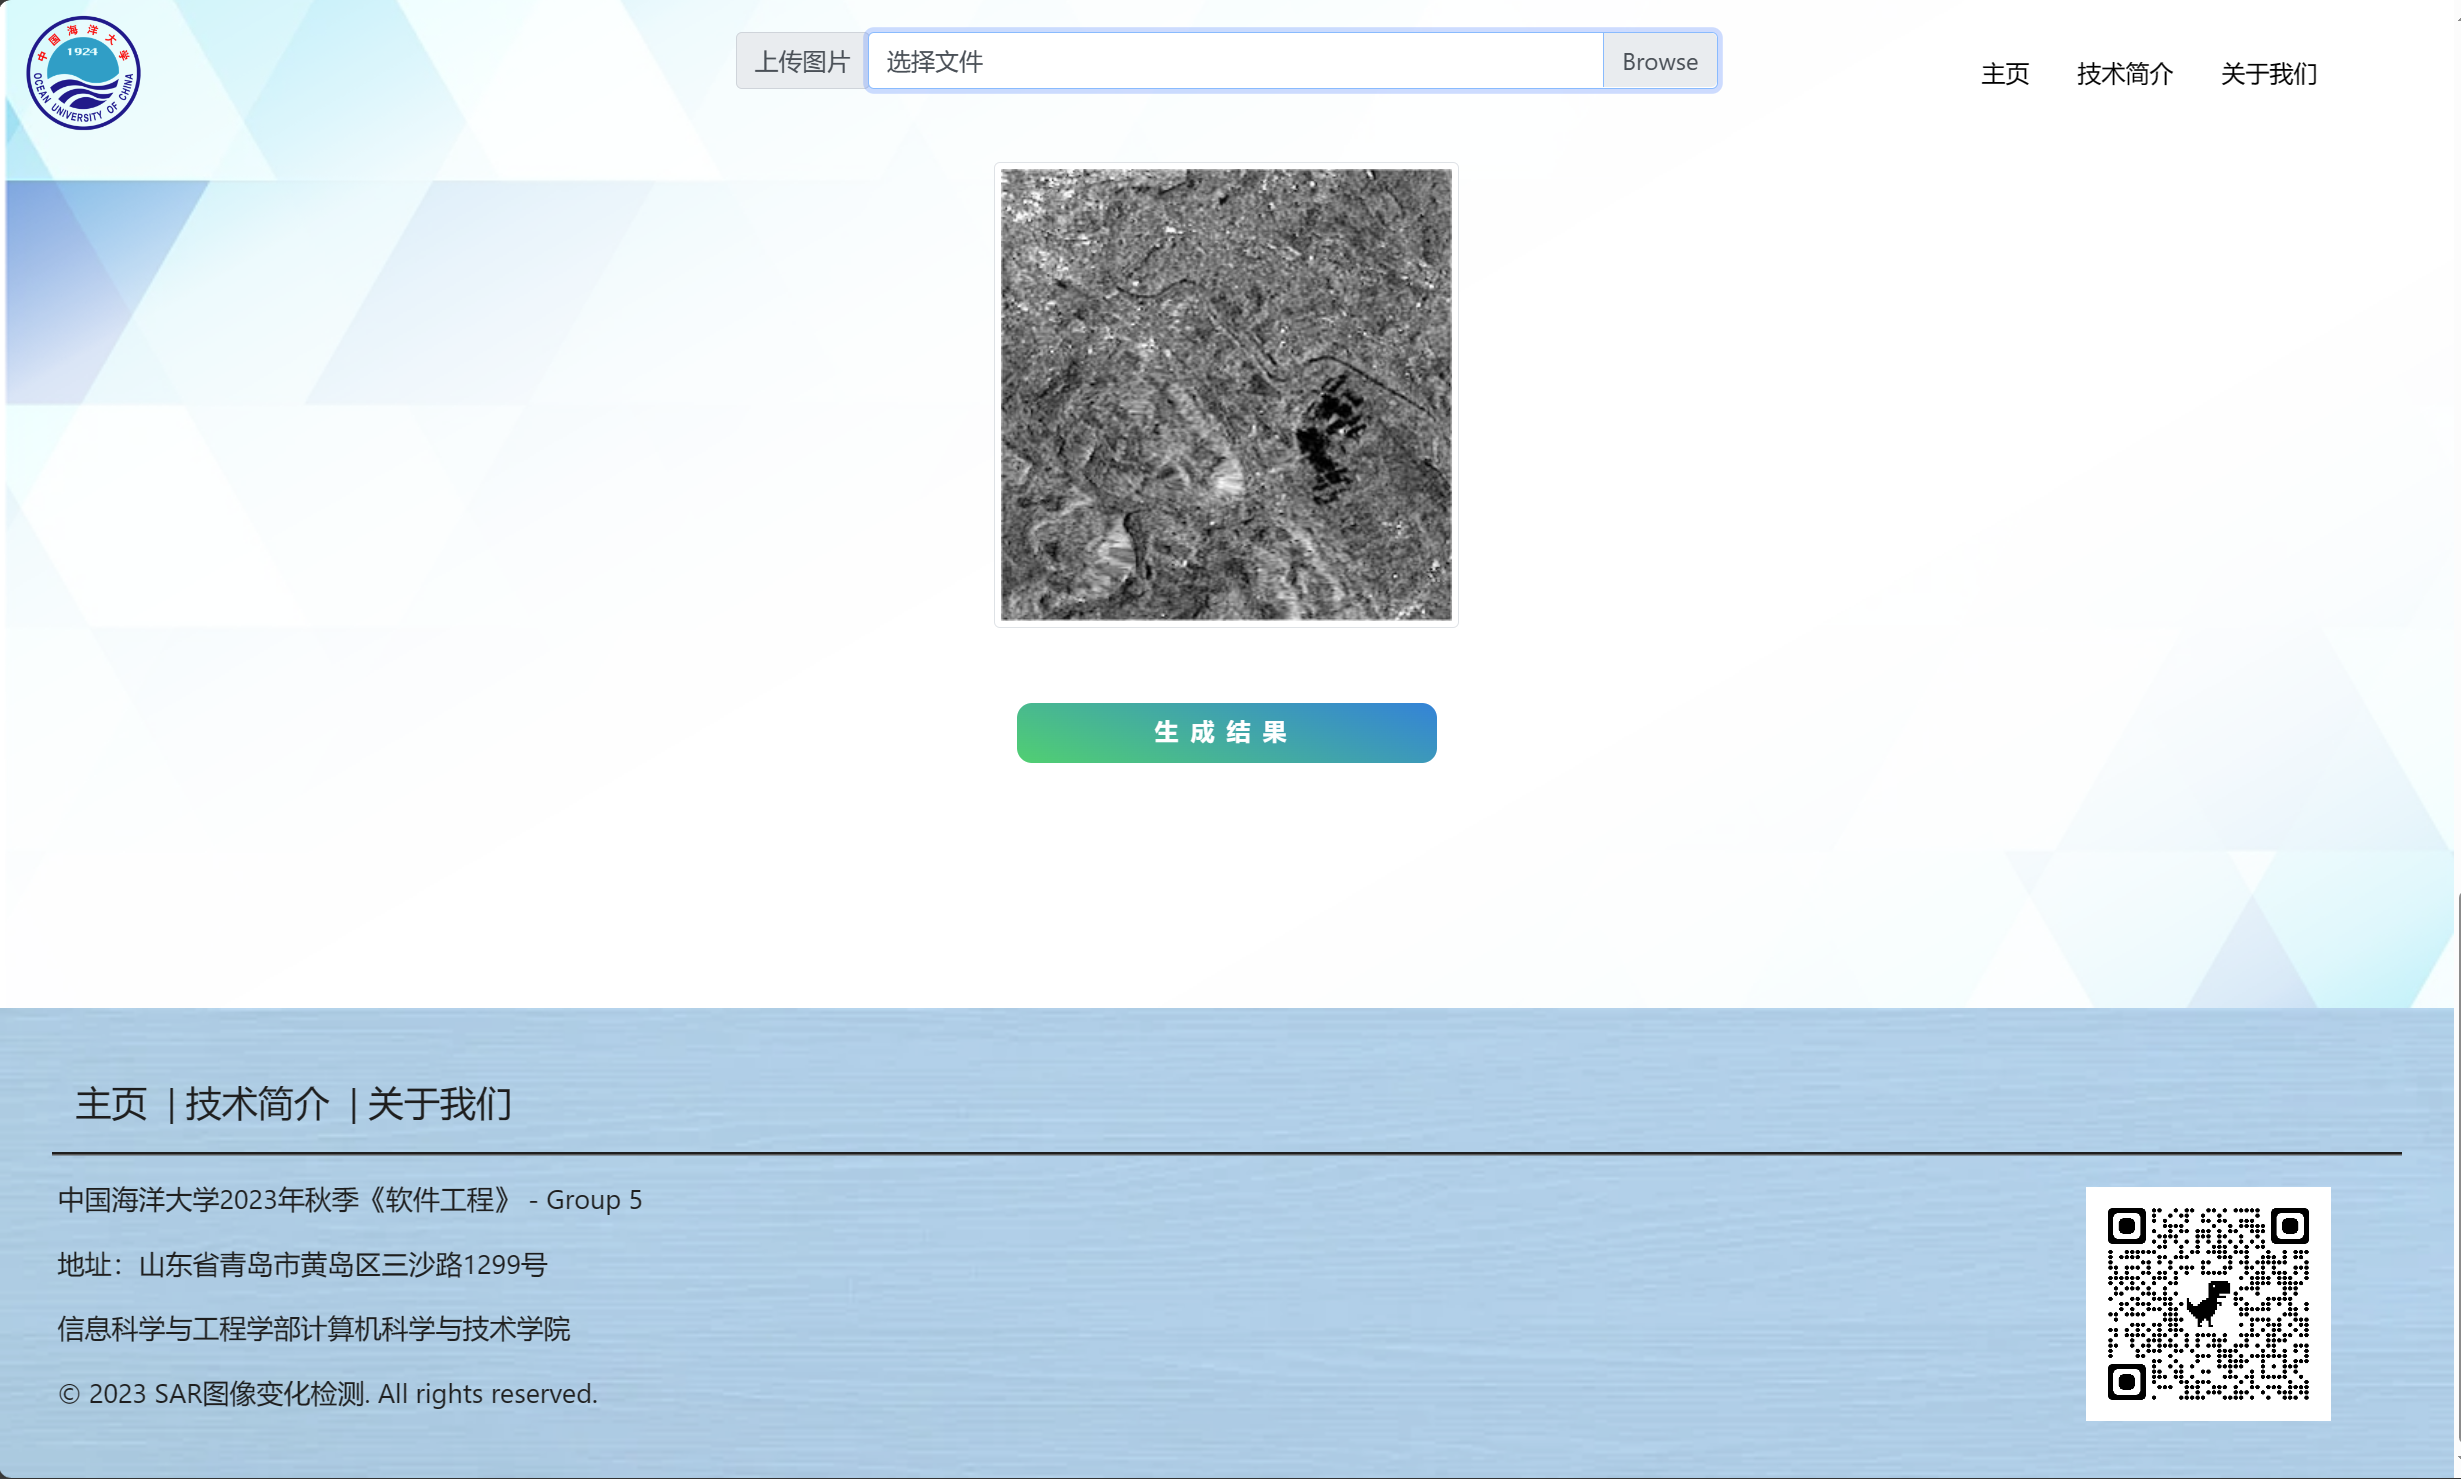 中国海洋大学
1924
OCEAN UNIVERSITY OF CHINA
上传图片 选择文件 Browse
主页 技术简介 关于我们
生成结果
主页 | 技术简介 | 关于我们
中国海洋大学2023年秋季《软件工程》 - Group 5
地址：山东省青岛市黄岛区三沙路1299号
信息科学与工程学部计算机科学与技术学院
© 2023 SAR图像变化检测. All rights reserved.